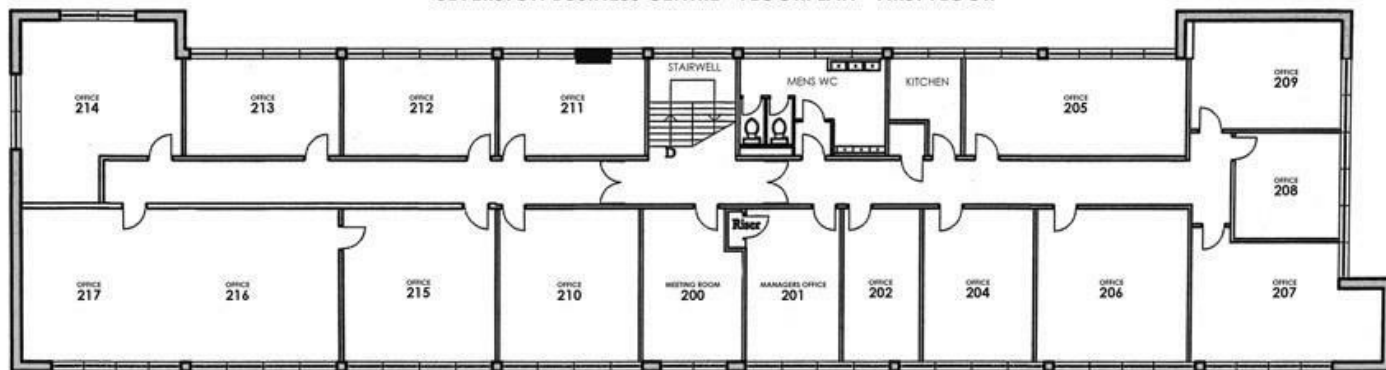 OFFICE
214
OFFICE
213
OFFICE
212
OFFICE
211
STAIRWELL
D
MENS WC
KITCHEN
OFFICE
205
OFFICE
209
OFFICE
208
OFFICE
217
OFFICE
216
OFFICE
215
OFFICE
210
MEETING ROOM
200
Riser
MANAGERS OFFICE
201
OFFICE
202
OFFICE
204
OFFICE
206
OFFICE
207